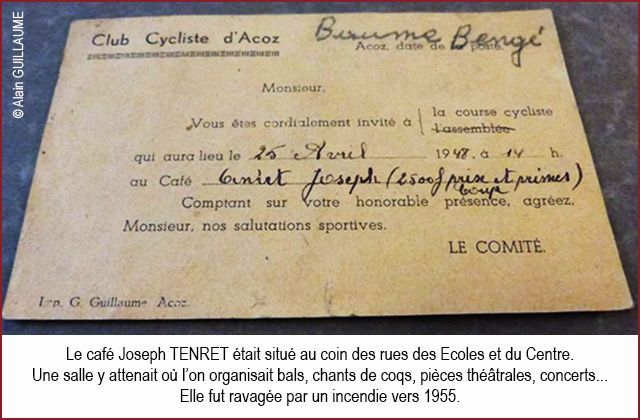 © Alain GUILLAUME
Club Cycliste d'Acoz
Acoz, date de la poste.
Monsieur,
Vous êtes cordialement invité à la course cycliste
l'assemblée
qui aura lieu le 25 Avril 1948, à 14 h.
au Café Tenret Joseph (2500f prix et primes)
Coupe
Comptant sur votre honorable présence, agréez,
Monsieur, nos salutations sportives.
LE COMITÉ.
Imp. G. Guillaume Acoz.
Le café Joseph TENRET était situé au coin des rues des Ecoles et du Centre.
Une salle y attenait où l'on organisait bals, chants de coqs, pièces théâtrales, concerts...
Elle fut ravagée par un incendie vers 1955.